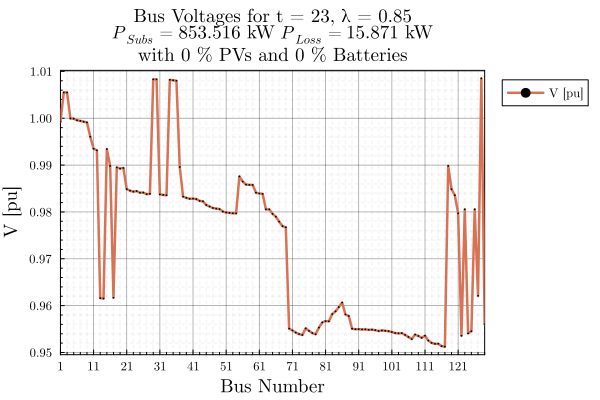 Bus Voltages for t = 23, λ = 0.85
P_Subs = 853.516 kW P_Loss = 15.871 kW
with 0 % PVs and 0 % Batteries
1.01
1.00
0.99
0.98
0.97
0.96
0.95
V [pu]
1 11 21 31 41 51 61 71 81 91 101 111 121
Bus Number
V [pu]